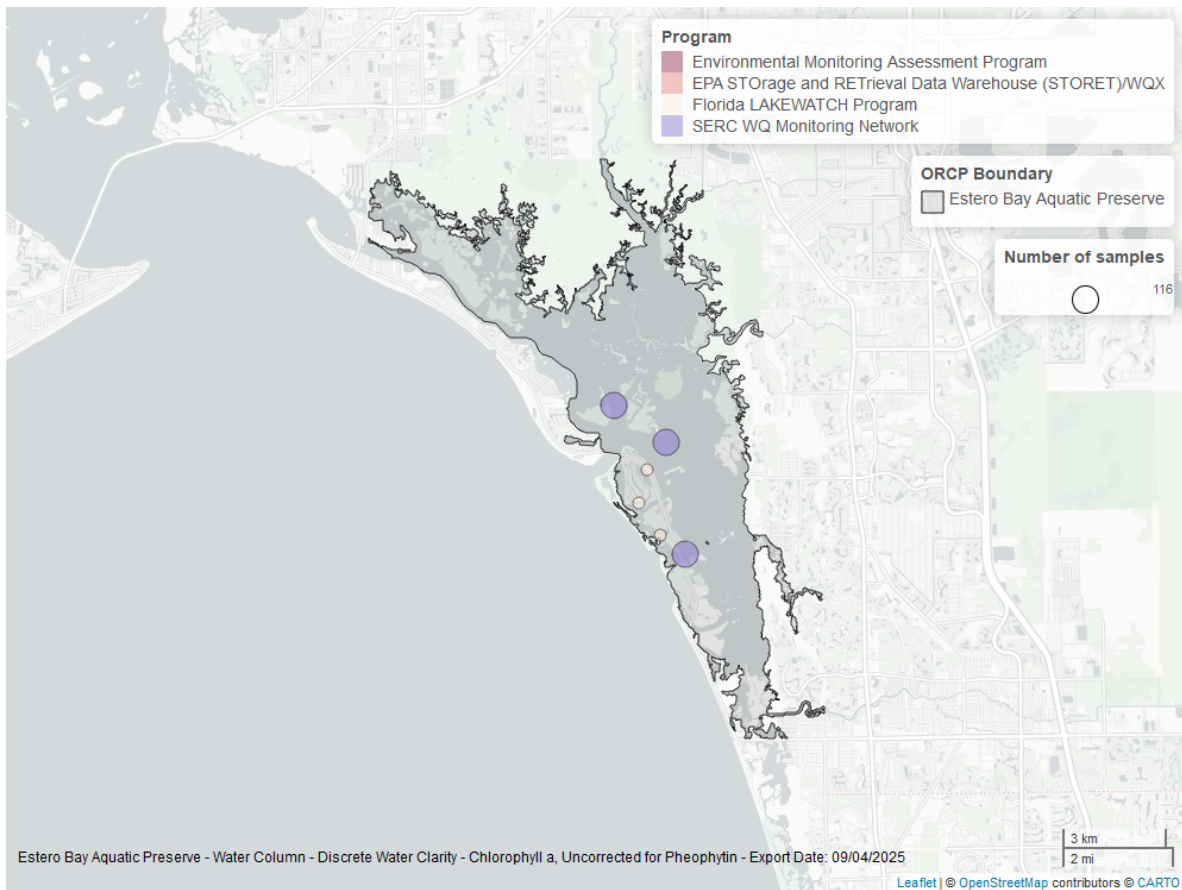 Program
Environmental Monitoring Assessment Program
EPA STOrage and RETrieval Data Warehouse (STORET)/WQX
Florida LAKEWATCH Program
SERC WQ Monitoring Network
ORCP Boundary
Estero Bay Aquatic Preserve
Number of samples
116
3 km
2 mi
Estero Bay Aquatic Preserve - Water Column - Discrete Water Clarity - Chlorophyll a, Uncorrected for Pheophytin - Export Date: 09/04/2025
Leaflet | © OpenStreetMap contributors © CARTO